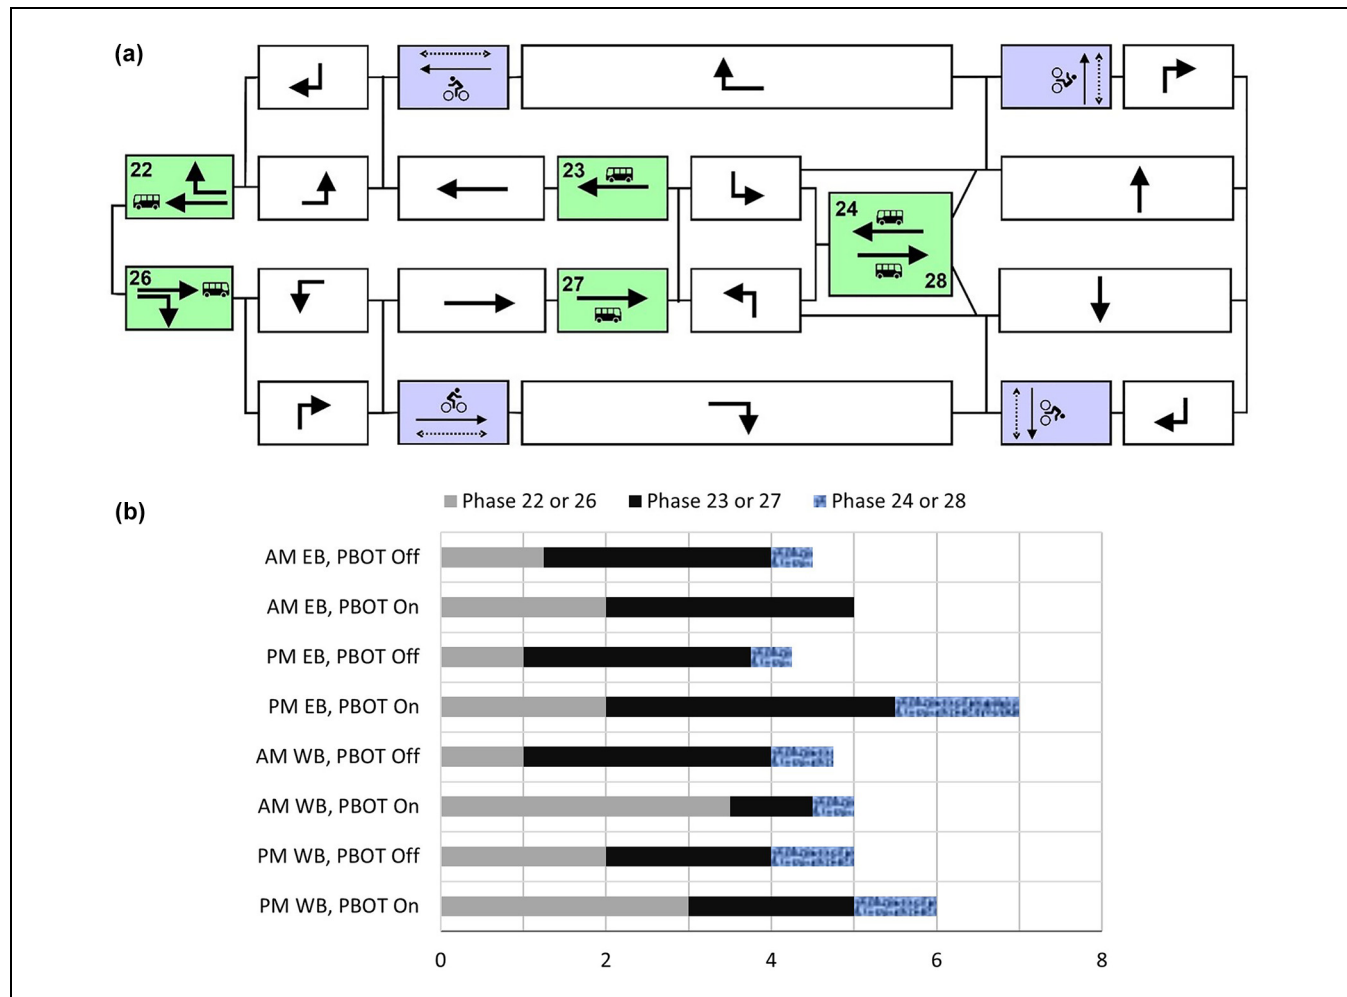 (a)
22
23
24
26
27
28
(b)
Phase 22 or 26 Phase 23 or 27 Phase 24 or 28
AM EB, PBOT Off
AM EB, PBOT On
PM EB, PBOT Off
PM EB, PBOT On
AM WB, PBOT Off
AM WB, PBOT On
PM WB, PBOT Off
PM WB, PBOT On
0 2 4 6 8